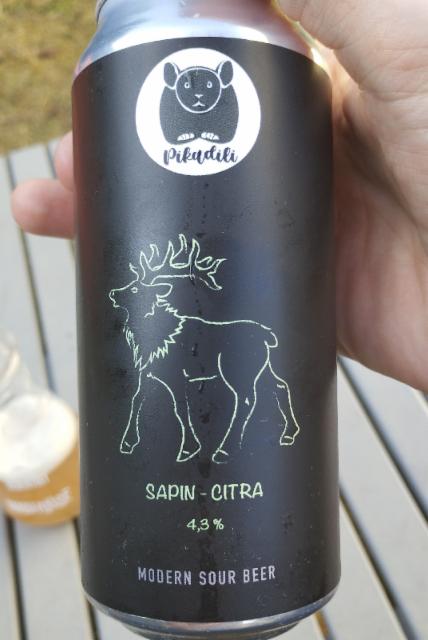 Pikadili
SAPIN - CITRA
4,3 %
MODERN SOUR BEER